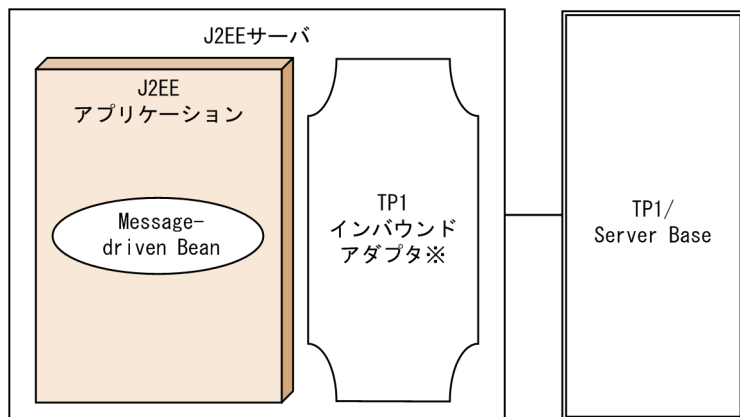 J2EEサーバ
J2EE
アプリケーション
Message-
driven Bean
TP1
インバウンド
アダプタ※
TP1/
Server Base